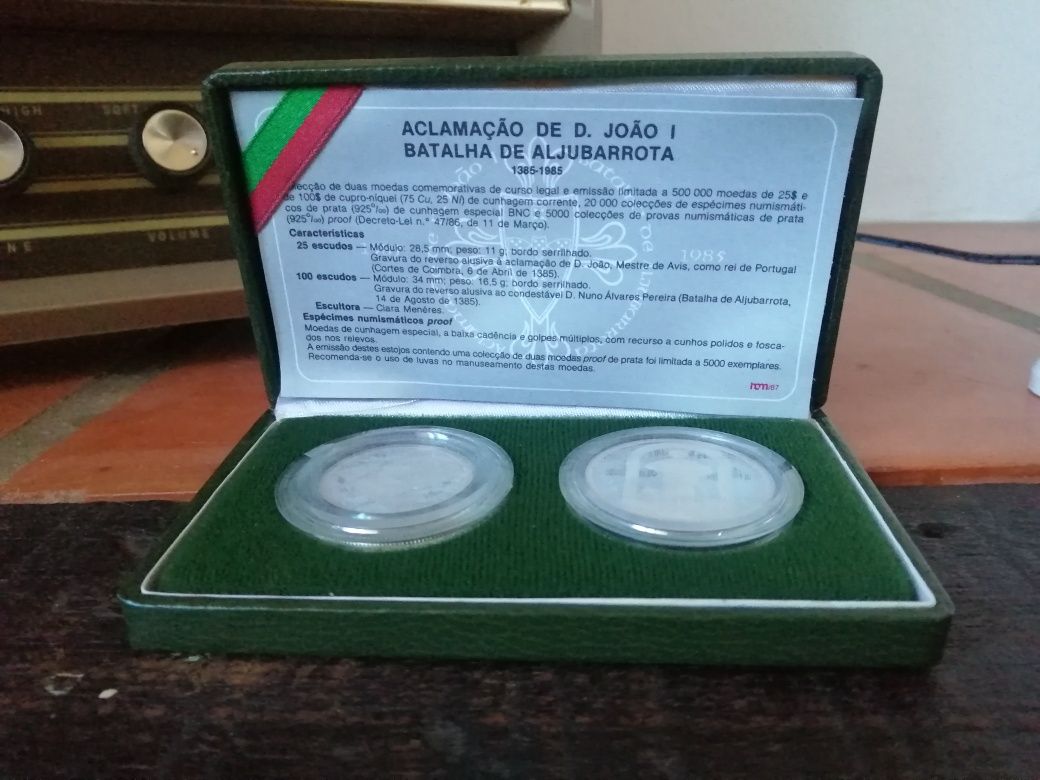 HIGH
SOFT
VOLUME
NE
ACLAMAÇÃO DE D. JOÃO I
BATALHA DE ALJUBARROTA
1385-1985
de duas moedas comemorativas de curso legal e emissão limitada a 500 000 moedas de 25$ e
de 100$ de cupro-níquel (75 Cu, 25 Ni) de cunhagem corrente, 20 000 colecções de espécimes numismáti-
cos de prata (925‰) de cunhagem especial BNC e 5000 colecções de provas numismáticas de prata
(925‰) proof (Decreto-Lei n.º 47/86, de 11 de Março).
Características
25 escudos — Módulo: 28,5 mm; peso: 11 g; bordo serrilhado.
Gravura do reverso alusiva à aclamação de D. João, Mestre de Avis, como rei de Portugal
(Cortes de Coimbra, 6 de Abril de 1385).
100 escudos — Módulo: 34 mm; peso: 16,5 g; bordo serrilhado.
Gravura do reverso alusiva ao condestável D. Nuno Álvares Pereira (Batalha de Aljubarrota,
14 de Agosto de 1385).
Escultora — Clara Menéres.
Espécimes numismáticos proof
Moedas de cunhagem especial, a baixa cadência e golpes múltiplos, com recurso a cunhos polidos e fosca-
dos nos relevos.
A emissão destes estojos contendo uma colecção de duas moedas proof de prata foi limitada a 5000 exemplares.
Recomenda-se o uso de luvas no manuseamento destas moedas.
1985
incm/87